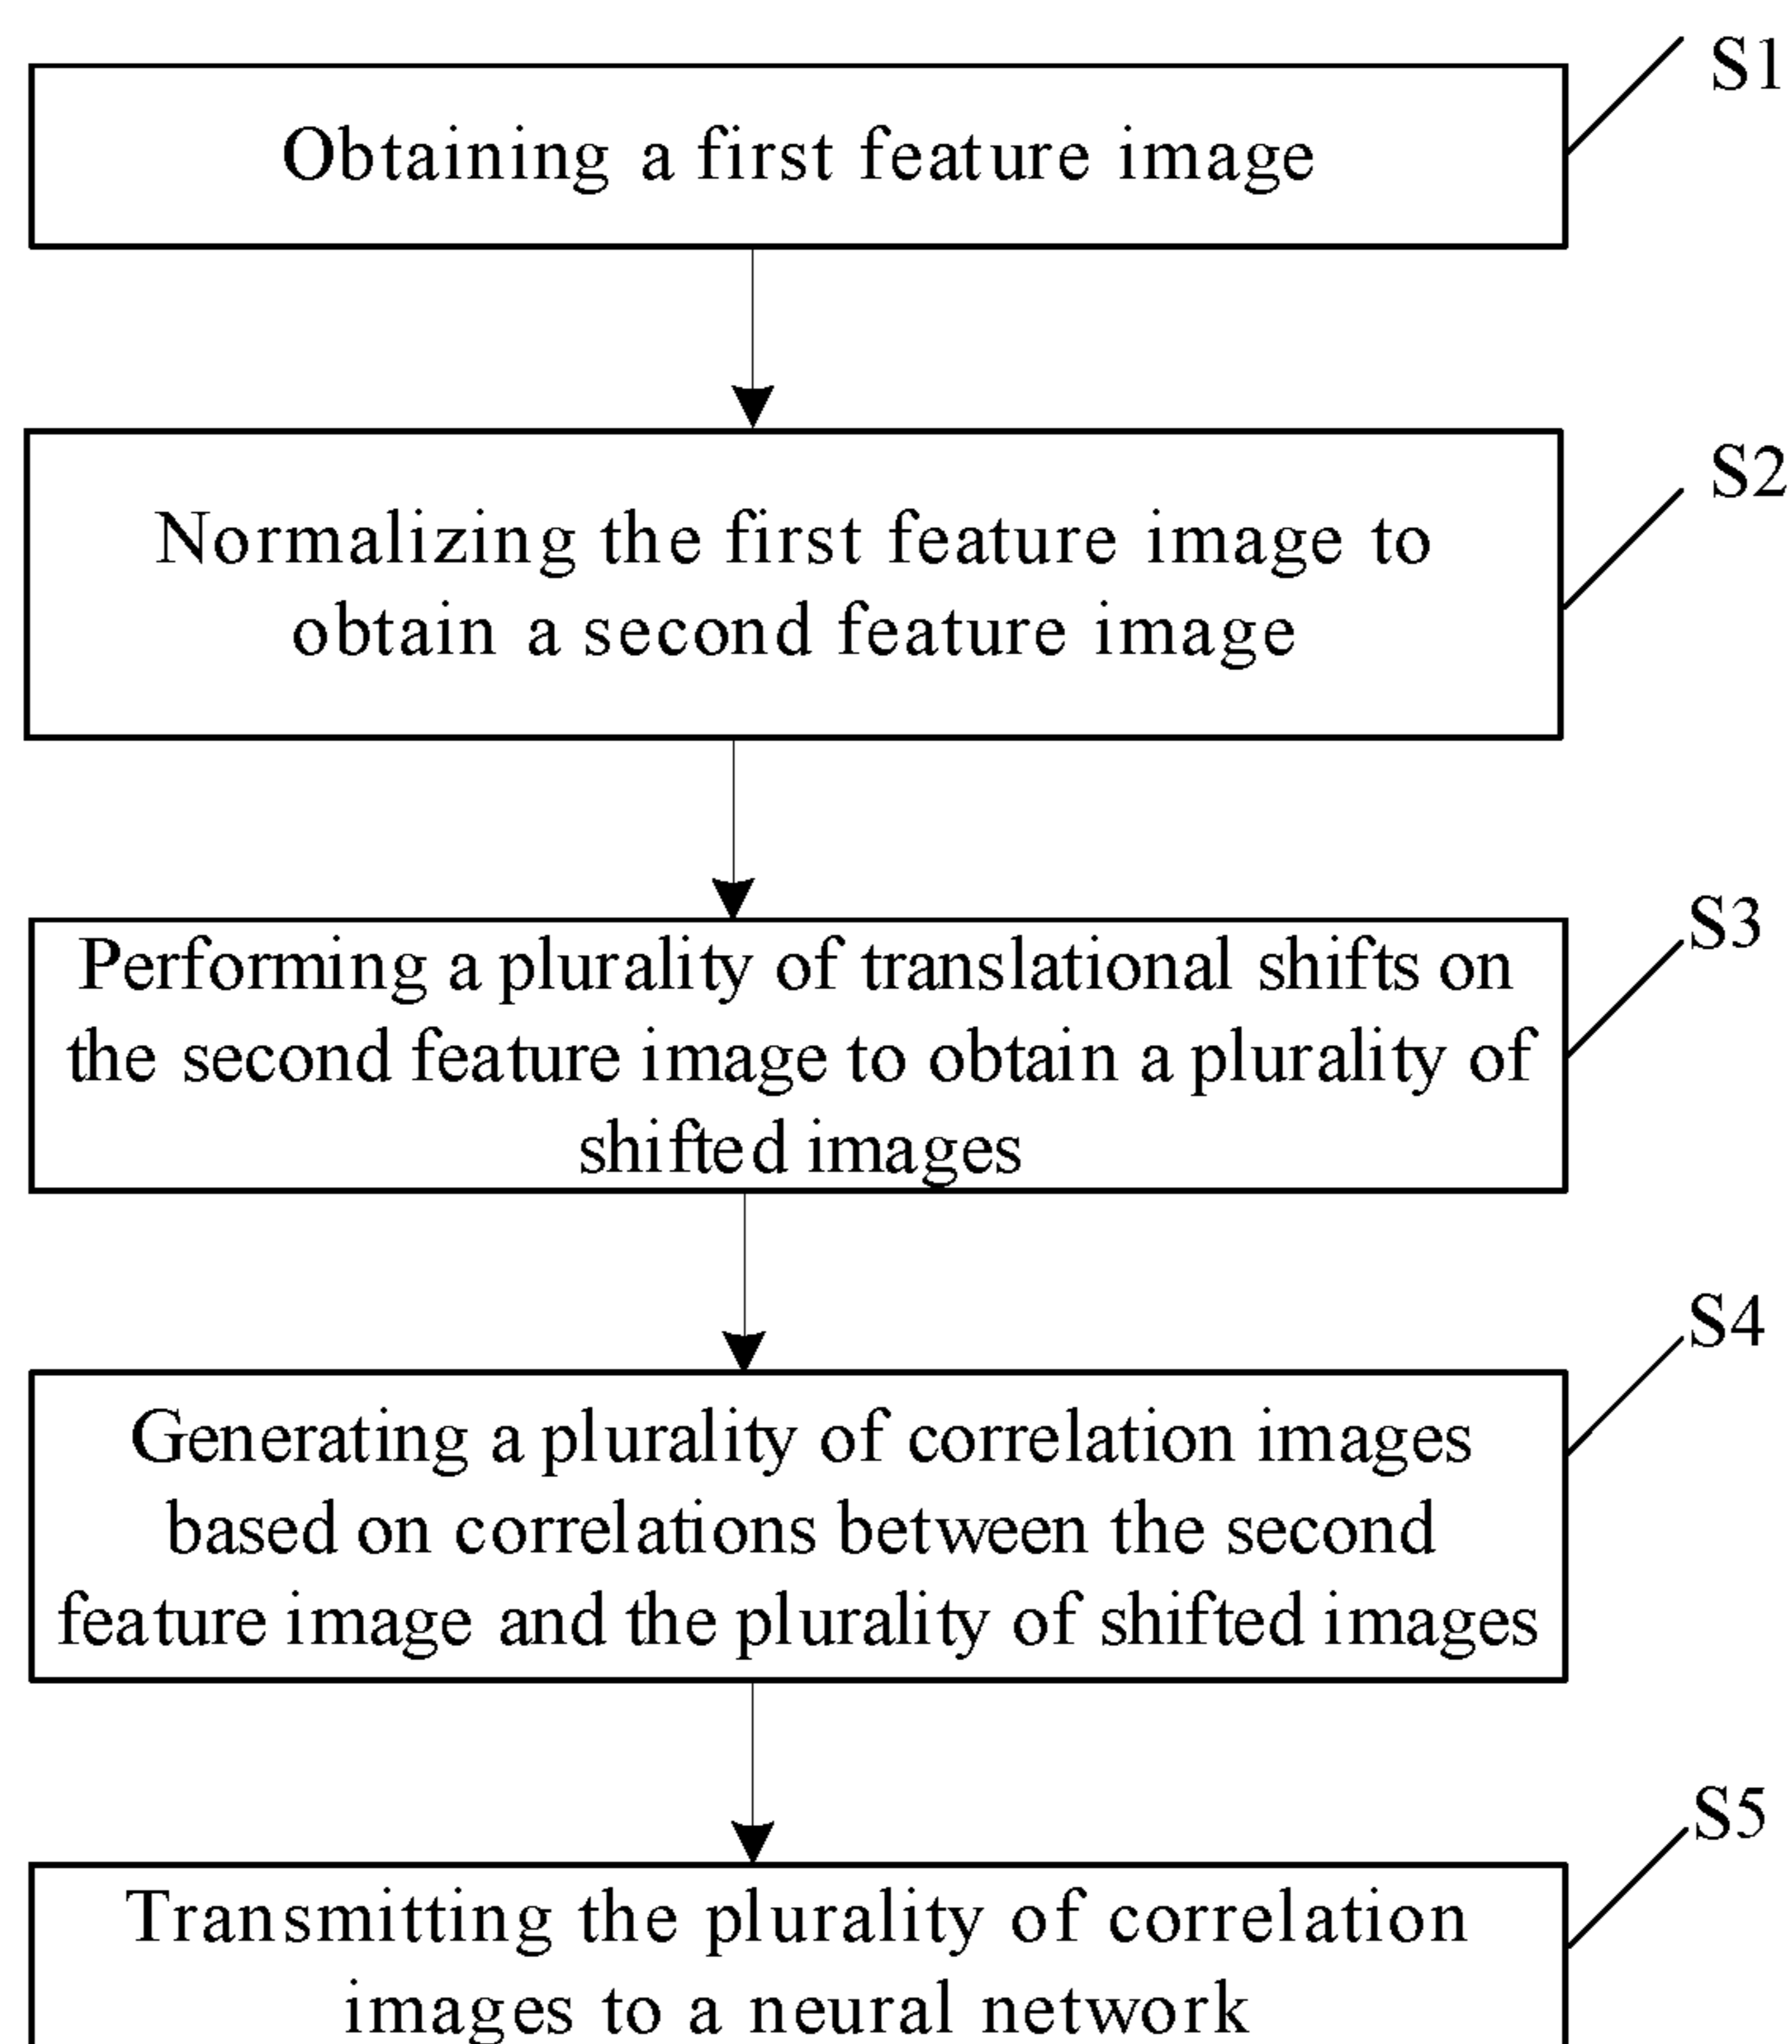 S1
Obtaining a first feature image
S2
Normalizing the first feature image to
obtain a second feature image
S3
Performing a plurality of translational shifts on
the second feature image to obtain a plurality of
shifted images
S4
Generating a plurality of correlation images
based on correlations between the second
feature image and the plurality of shifted images
S5
Transmitting the plurality of correlation
images to a neural network